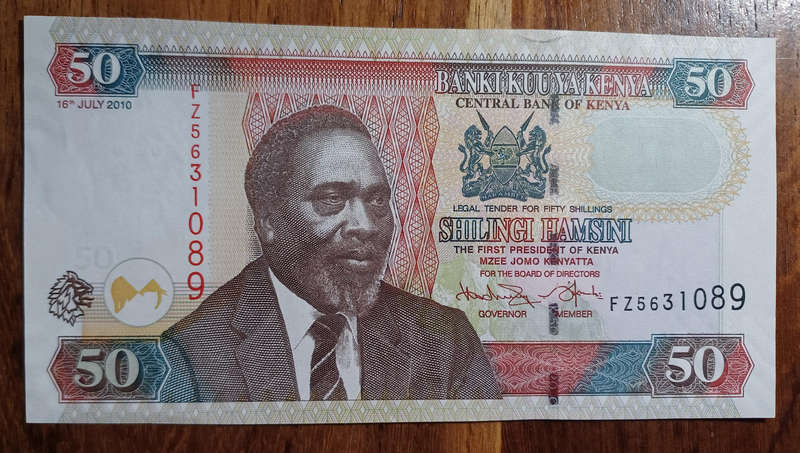 50
16th JULY 2010
FZ5631089
BANKI KUU YA KENYA
CENTRAL BANK OF KENYA
50
HARAMBEE
LEGAL TENDER FOR FIFTY SHILLINGS
SHILINGI HAMSINI
THE FIRST PRESIDENT OF KENYA
MZEE JOMO KENYATTA
FOR THE BOARD OF DIRECTORS
GOVERNOR MEMBER
FZ5631089
50
50
50